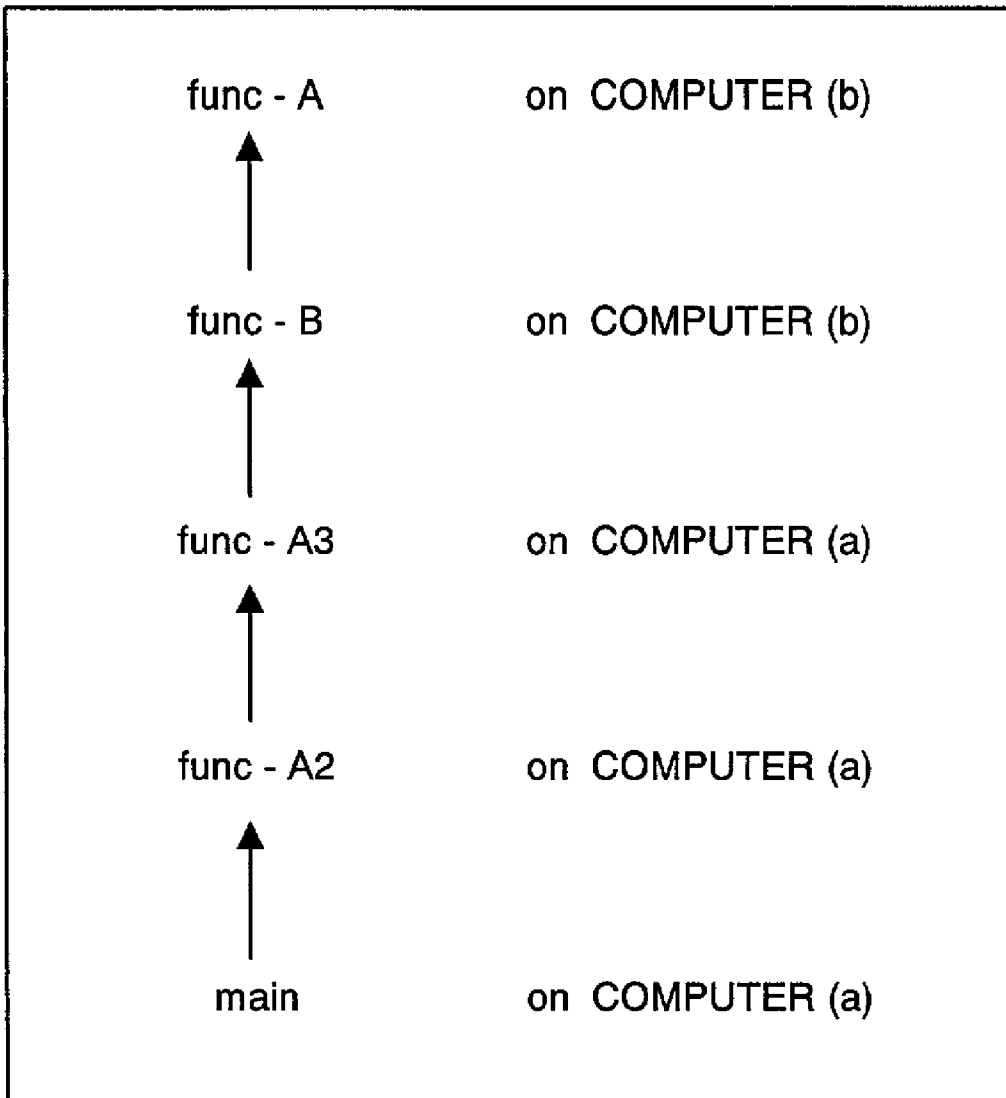 func - A on COMPUTER (b)
func - B on COMPUTER (b)
func - A3 on COMPUTER (a)
func - A2 on COMPUTER (a)
main on COMPUTER (a)